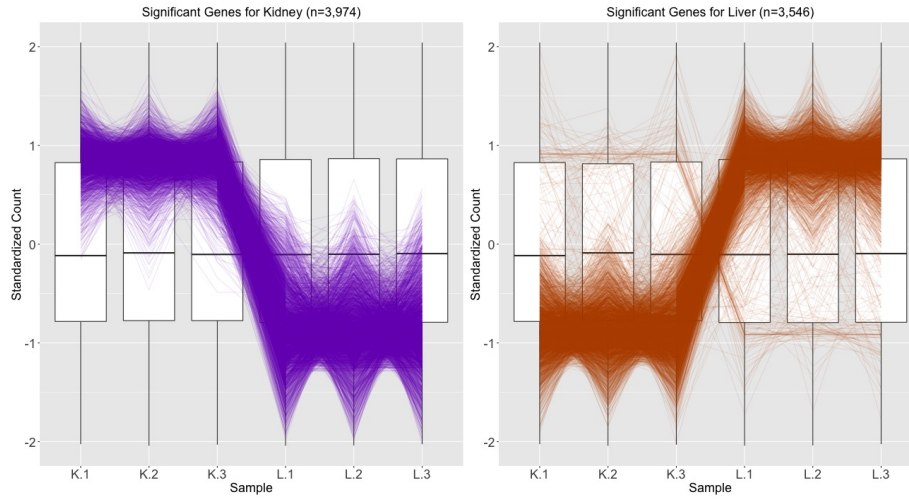 Significant Genes for Kidney (n=3,974)
Standardized Count
2
1
0
-1
-2
K.1 K.2 K.3 L.1 L.2 L.3
Sample
Significant Genes for Liver (n=3,546)
Standardized Count
2
1
0
-1
-2
K.1 K.2 K.3 L.1 L.2 L.3
Sample